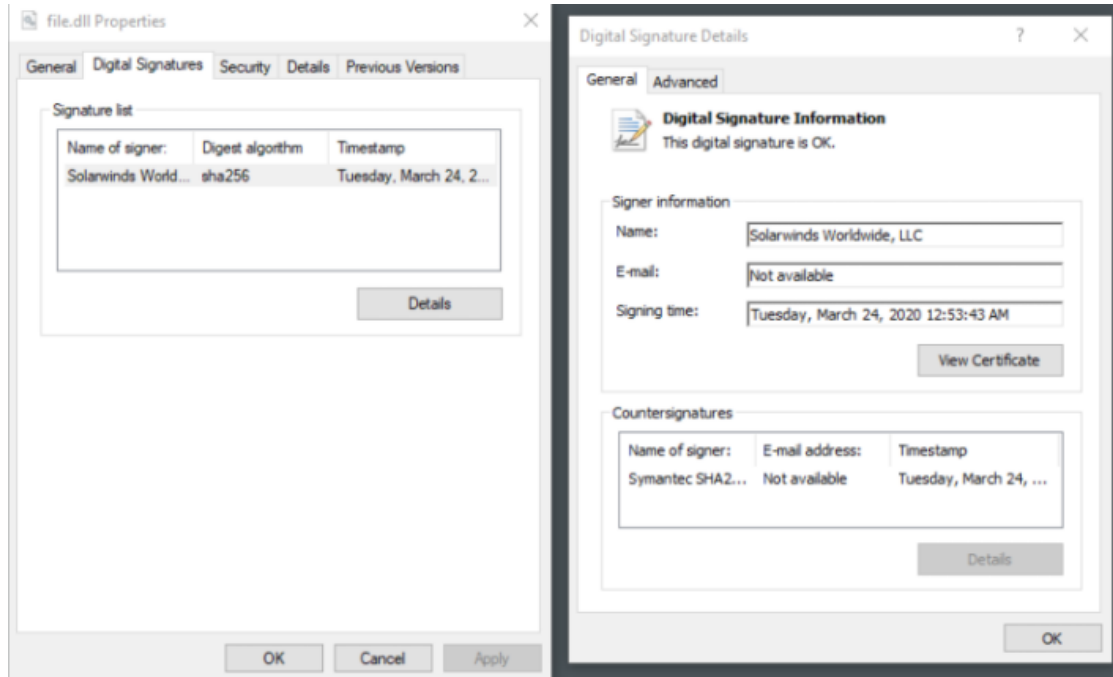 file.dll Properties
General Digital Signatures Security Details Previous Versions
Signature list
Name of signer: Digest algorithm Timestamp
Solarwinds World... sha256 Tuesday, March 24, 2...
Details
OK Cancel Apply
Digital Signature Details ?
General Advanced
Digital Signature Information
This digital signature is OK.
Signer information
Name: Solarwinds Worldwide, LLC
E-mail: Not available
Signing time: Tuesday, March 24, 2020 12:53:43 AM
View Certificate
Countersignatures
Name of signer: E-mail address: Timestamp
Symantec SHA2... Not available Tuesday, March 24, ...
Details
OK